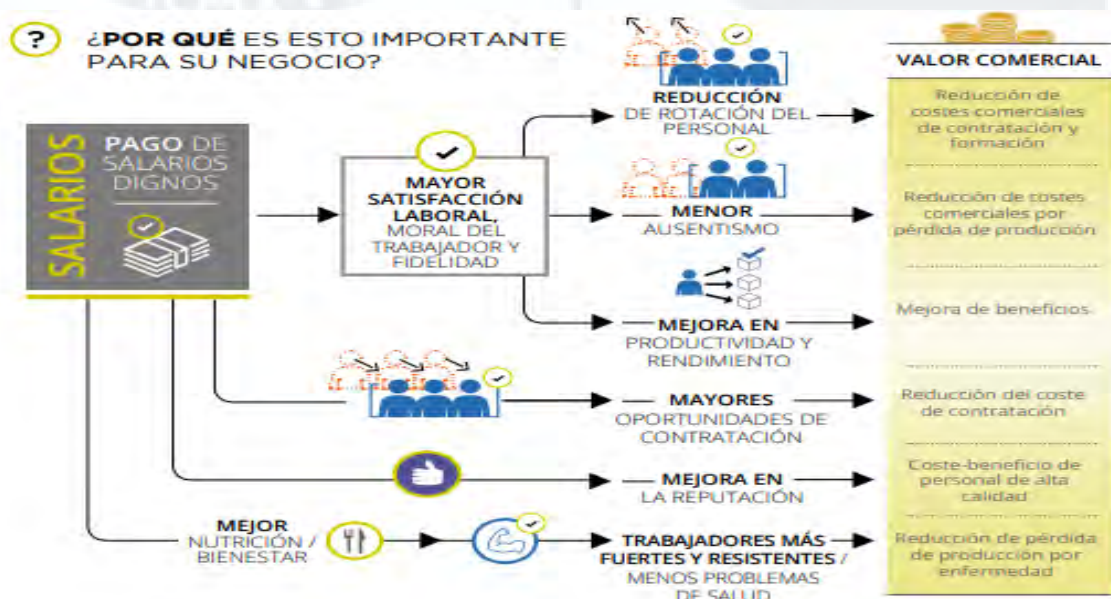 ?
¿POR QUÉ ES ESTO IMPORTANTE
PARA SU NEGOCIO?
SALARIOS
PAGO DE
SALARIOS
DIGNOS
MAYOR
SATISFACCIÓN
LABORAL,
MORAL DEL
TRABAJADOR Y
FIDELIDAD
REDUCCIÓN
DE ROTACIÓN DEL
PERSONAL
MENOR
AUSENTISMO
MEJORA EN
PRODUCTIVIDAD Y
RENDIMIENTO
MAYORES
OPORTUNIDADES DE
CONTRATACIÓN
MEJORA EN
LA REPUTACIÓN
MEJOR
NUTRICIÓN /
BIENESTAR
TRABAJADORES MÁS
FUERTES Y RESISTENTES /
MENOS PROBLEMAS
DE SALUD
VALOR COMERCIAL
Reducción de
costes comerciales
de contratación y
formación
Reducción de costes
comerciales por
pérdida de producción
Mejora de beneficios
Reducción del coste
de contratación
Coste-beneficio de
personal de alta
calidad
Reducción de pérdida
de producción por
enfermedad